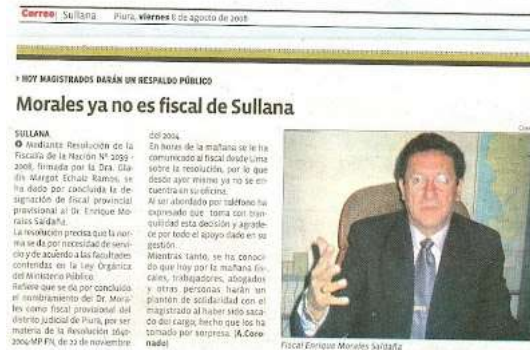 Correo Sullana Piura, viernes 8 de agosto de 2008
HOY MAGISTRADOS DARÁN UN RESPALDO PÚBLICO
Morales ya no es fiscal de Sullana
SULLANA
Mediante Resolución de la
Fiscalía de la Nación Nº 1039 -
2008, firmada por la Dra. Gla-
dis Margot Echaíz Ramos, se
ha dado por concluida la de-
signación de fiscal provincial
provisional al Dr. Enrique Mo-
rales Saldaña.
La resolución precisa que la nor-
ma se da por necesidad de servi-
cio y de acuerdo a las facultades
contenidas en la Ley Orgánica
del Ministerio Público.
Refiere que se da por concluido
el nombramiento del Dr. Mora-
les como fiscal provisional del
distrito judicial de Piura, por ser
materia de la Resolución 1640-
2004-MP FN, de 22 de noviembre
del 2004.
En horas de la mañana se le ha
comunicado al fiscal desde Lima
sobre la resolución, por lo que
desde ayer mismo ya no se en-
cuentra en su oficina.
Al ser abordado por teléfono ha
expresado que toma con tran-
quilidad esta decisión y agrade-
ce por todo el apoyo dado en su
gestión.
Mientras tanto, se ha conoci-
do que hoy por la mañana fis-
cales, trabajadores, abogados
y otras personas harán un
plantón de solidaridad con el
magistrado al haber sido saca-
do del cargo, hecho que los ha
tomado por sorpresa. (A.Coro-
nado)
Fiscal Enrique Morales Saldaña